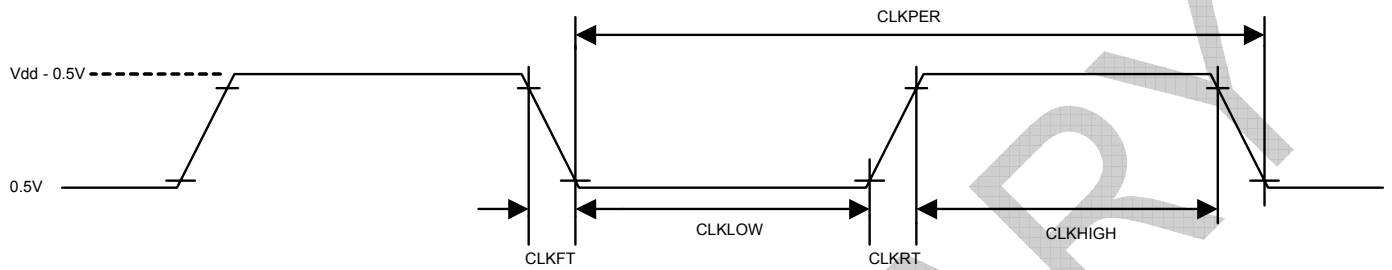 CLKPER
Vdd - 0.5V
0.5V
CLKLOW
CLKHIGH
CLKFT
CLKRT
R Y